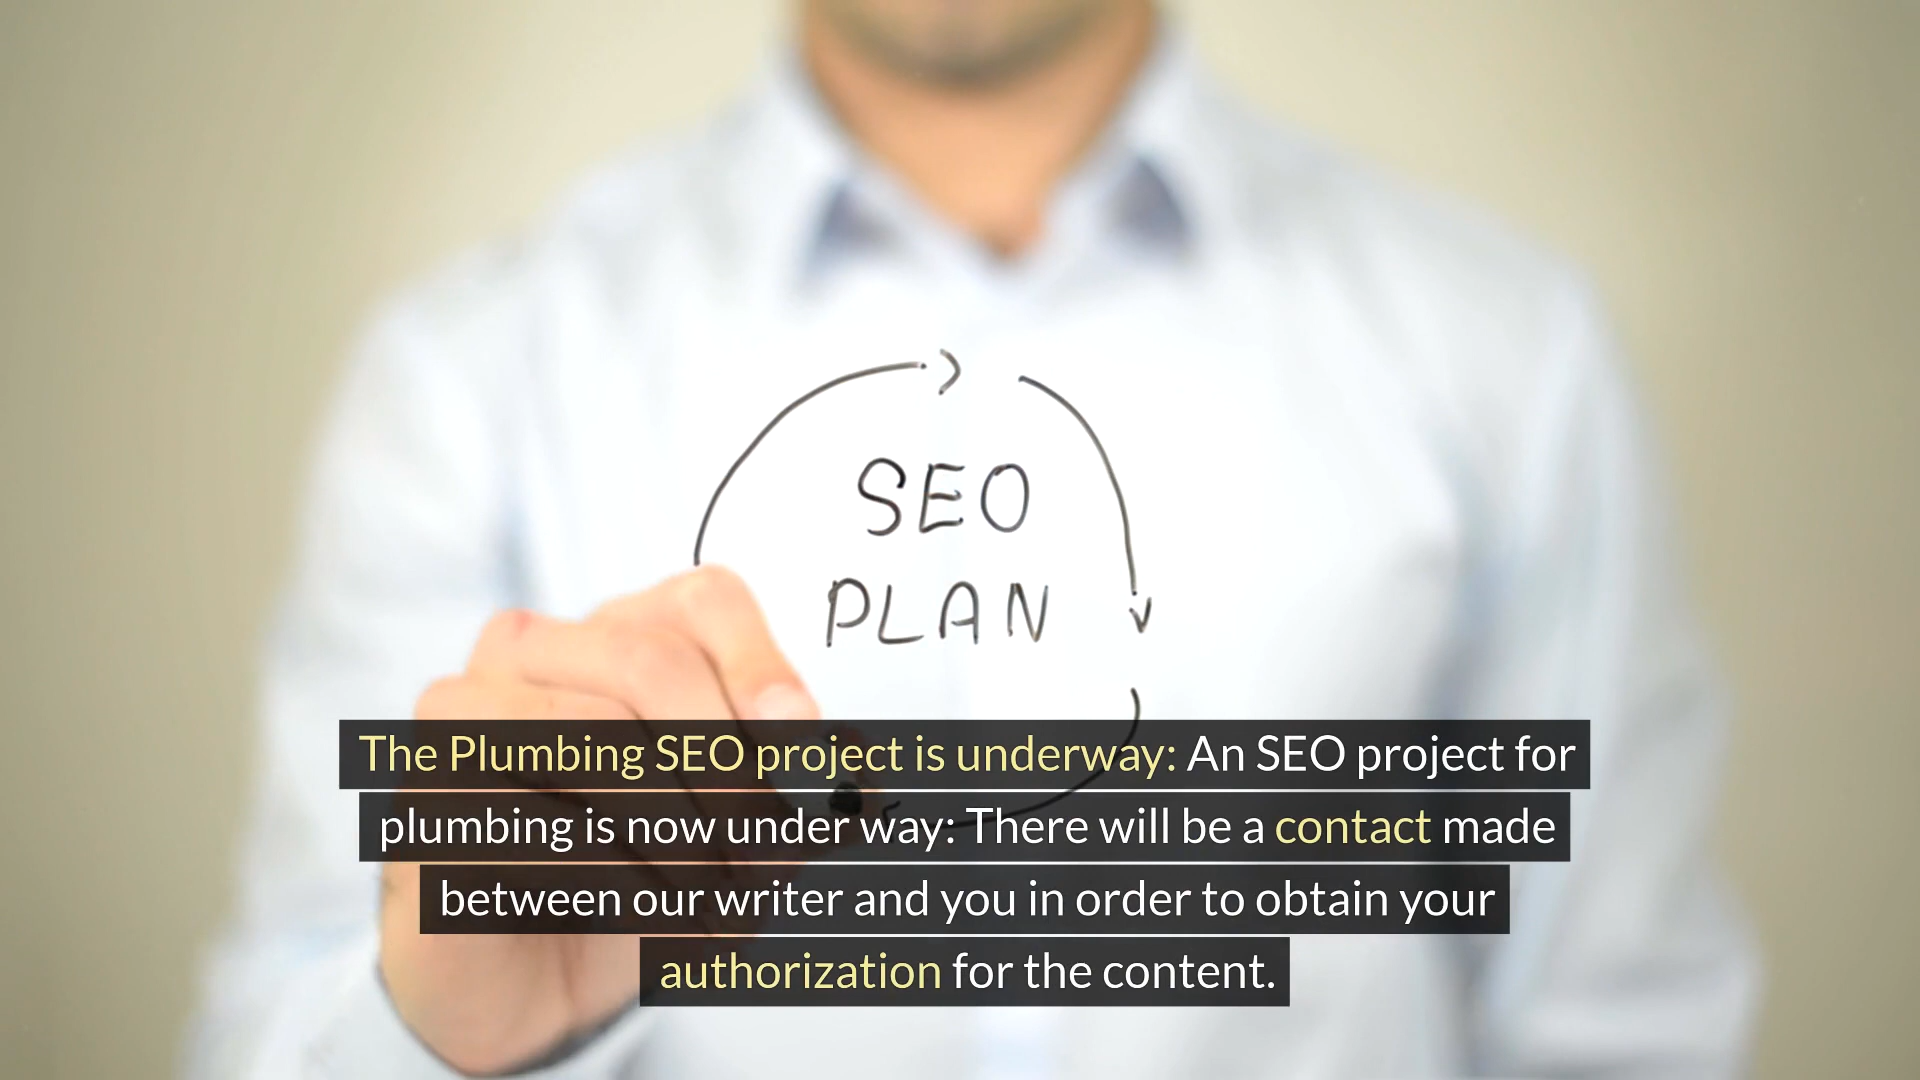 SEO
PLAN
The Plumbing SEO project is underway: An SEO project for
plumbing is now under way: There will be a contact made
between our writer and you in order to obtain your
authorization for the content.